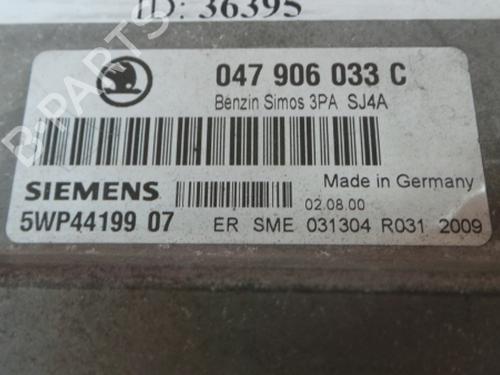 ID: 36395
047 906 033 C
Benzin Simos 3PA SJ4A
Made in Germany
SIEMENS
02.08.00
5WP44199 07 ER SME 031304 R031 2009
B-PARTS